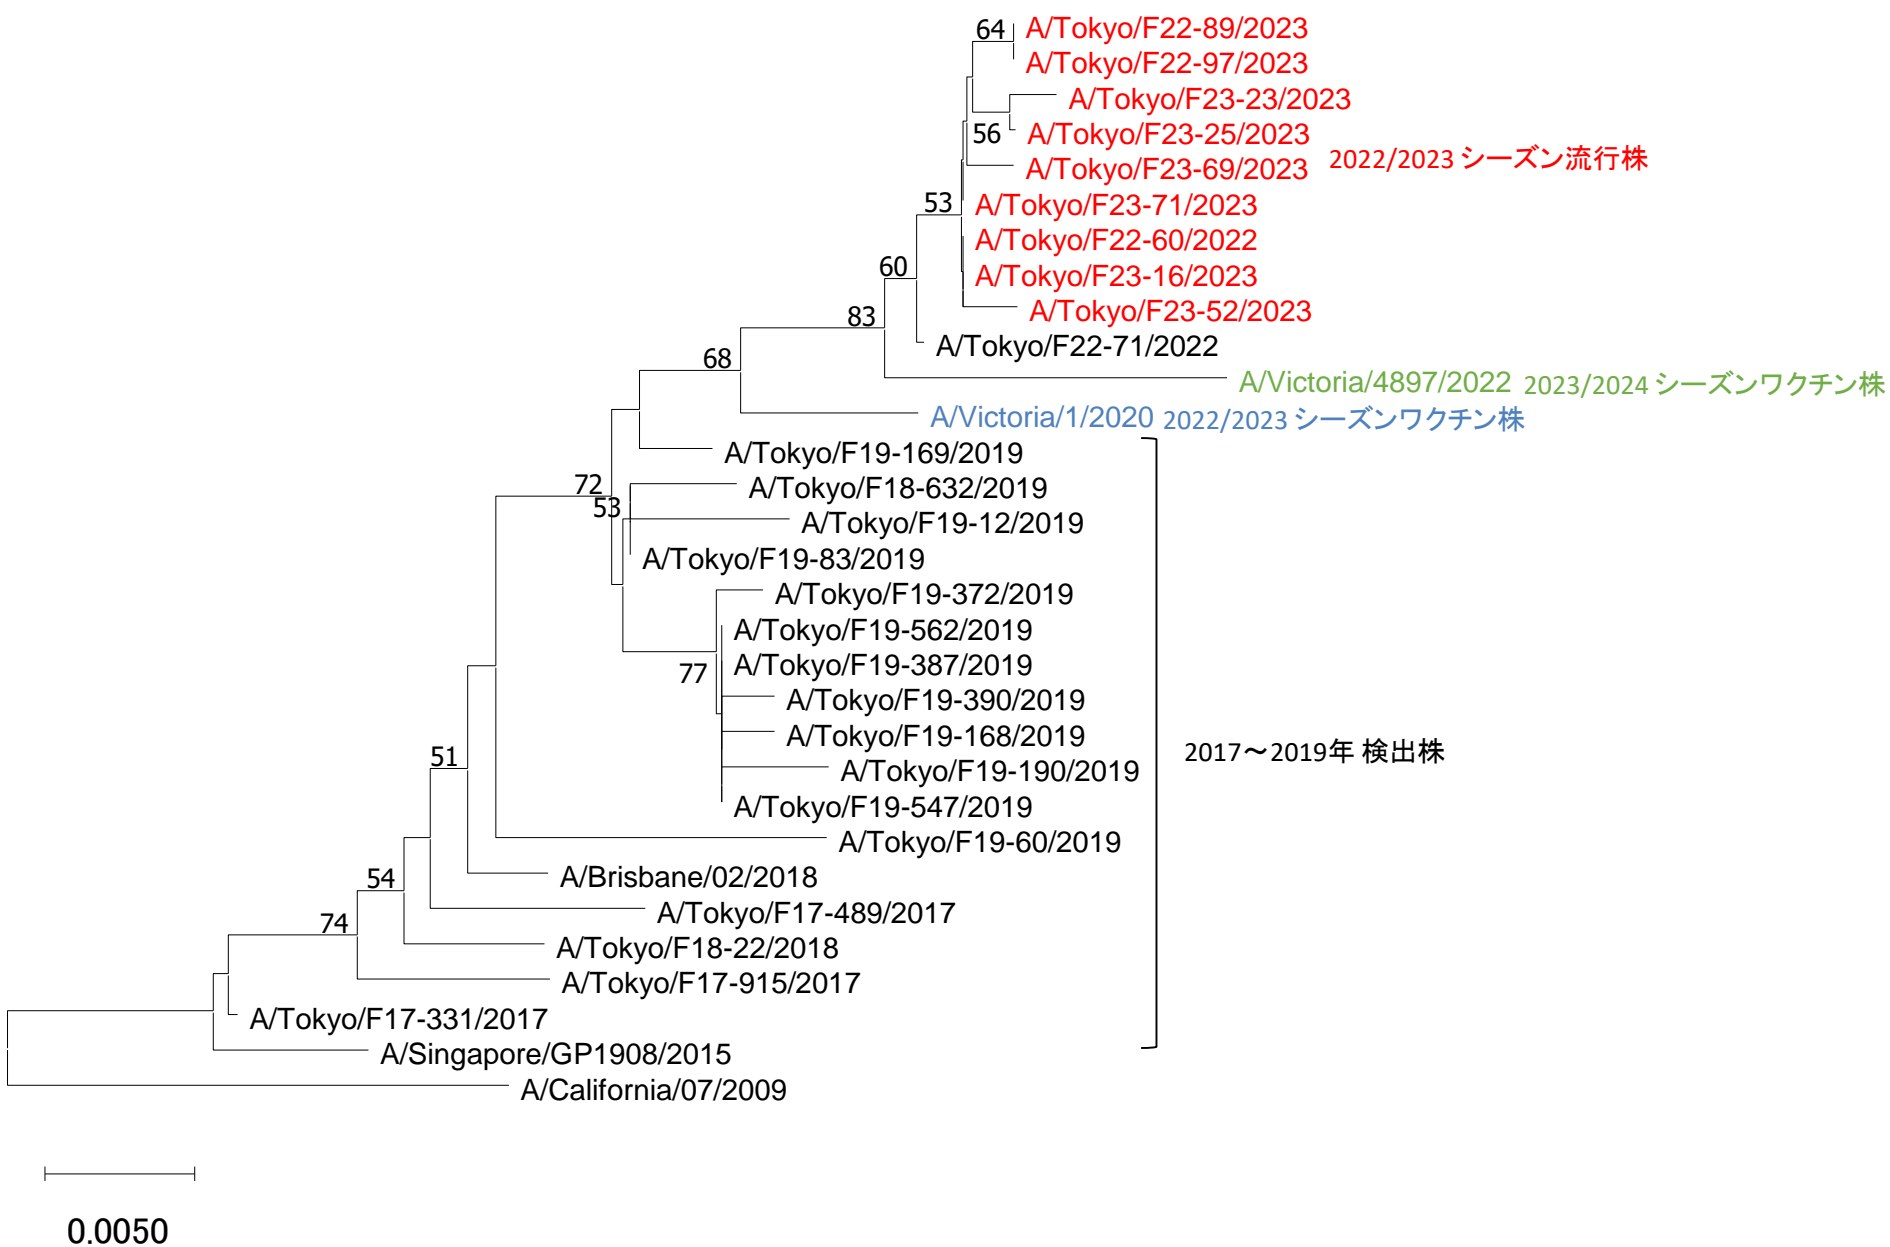 64
A/Tokyo/F22-89/2023
A/Tokyo/F22-97/2023
A/Tokyo/F23-23/2023
56
A/Tokyo/F23-25/2023
A/Tokyo/F23-69/2023
2022/2023 シーズン流行株
53
A/Tokyo/F23-71/2023
A/Tokyo/F22-60/2022
60
A/Tokyo/F23-16/2023
83
A/Tokyo/F23-52/2023
68
A/Tokyo/F22-71/2022
A/Victoria/4897/2022 2023/2024 シーズンワクチン株
A/Victoria/1/2020 2022/2023 シーズンワクチン株
A/Tokyo/F19-169/2019
72
A/Tokyo/F18-632/2019
53
A/Tokyo/F19-12/2019
A/Tokyo/F19-83/2019
A/Tokyo/F19-372/2019
A/Tokyo/F19-562/2019
77
A/Tokyo/F19-387/2019
A/Tokyo/F19-390/2019
A/Tokyo/F19-168/2019
2017～2019年 検出株
51
A/Tokyo/F19-190/2019
A/Tokyo/F19-547/2019
A/Tokyo/F19-60/2019
54
A/Brisbane/02/2018
A/Tokyo/F17-489/2017
74
A/Tokyo/F18-22/2018
A/Tokyo/F17-915/2017
A/Tokyo/F17-331/2017
A/Singapore/GP1908/2015
A/California/07/2009
0.0050